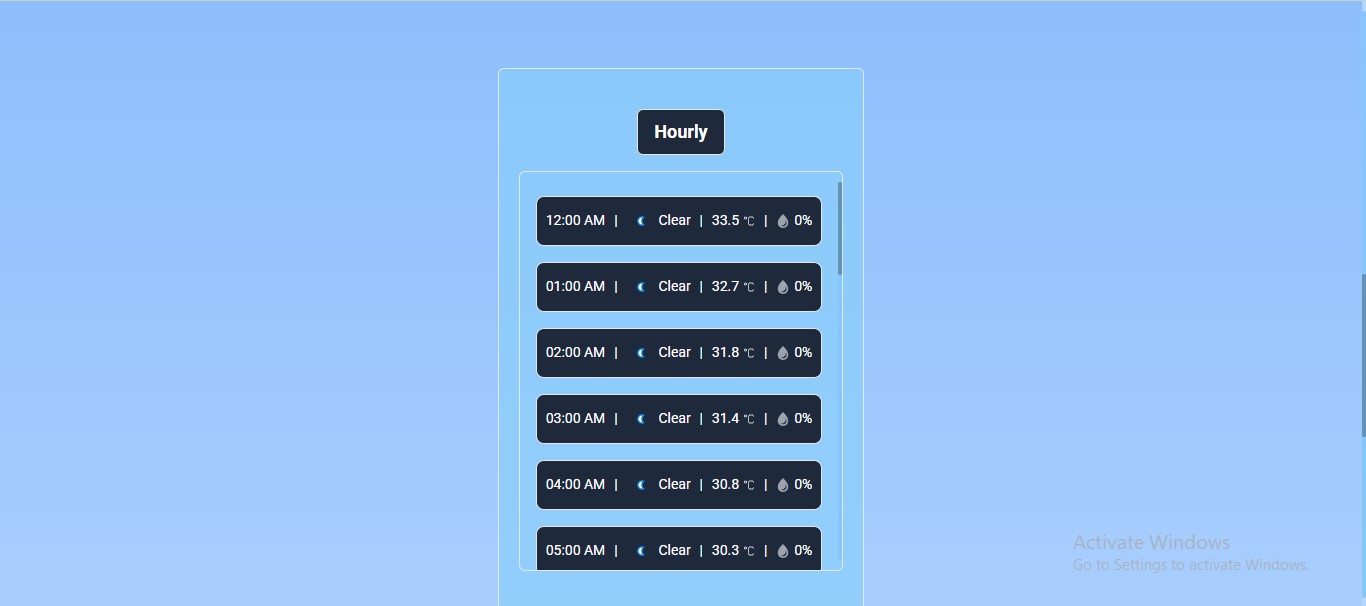 Hourly
12:00 AM | Clear | 33.5 °C | 0%
01:00 AM | Clear | 32.7 °C | 0%
02:00 AM | Clear | 31.8 °C | 0%
03:00 AM | Clear | 31.4 °C | 0%
04:00 AM | Clear | 30.8 °C | 0%
05:00 AM | Clear | 30.3 °C | 0%
Activate Windows
Go to Settings to activate Windows.